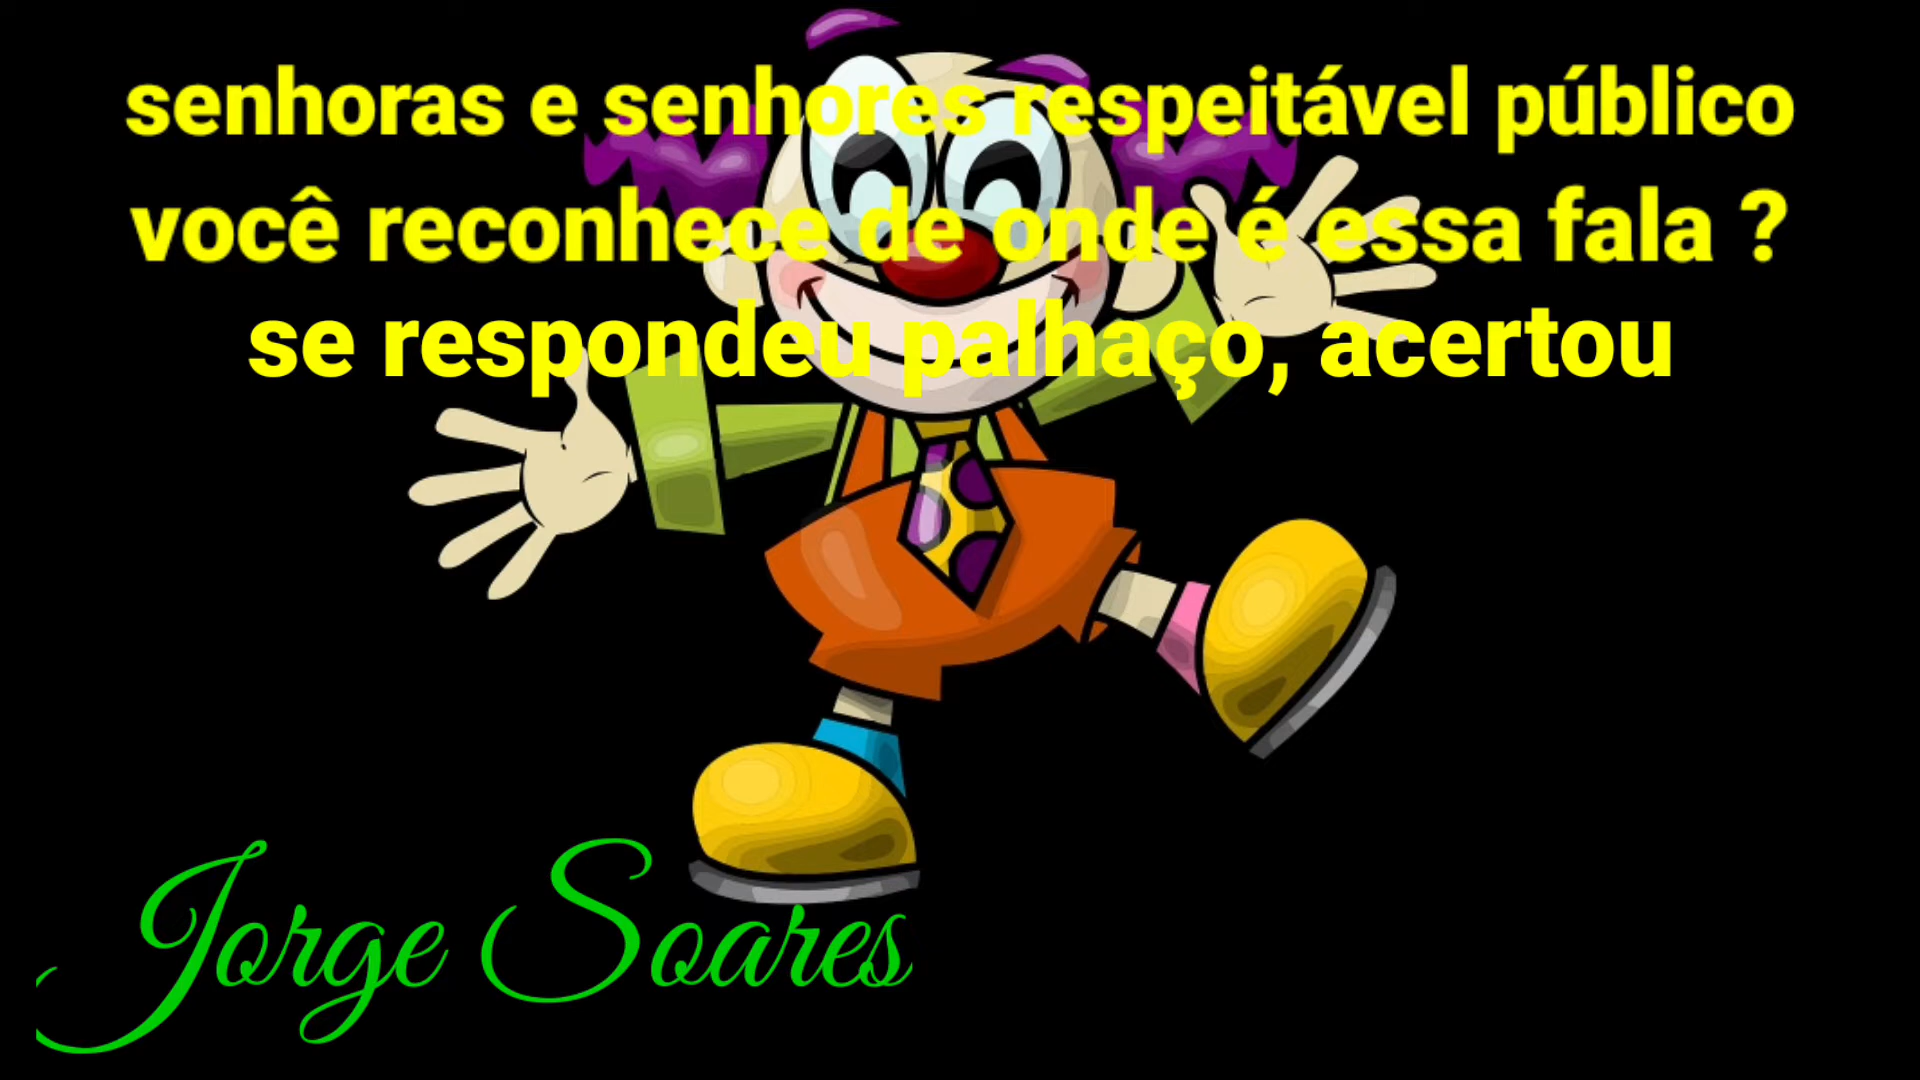 senhoras e senhores respeitável público
você reconhece de onde é essa fala ?
se respondeu palhaço, acertou
Jorge Soares